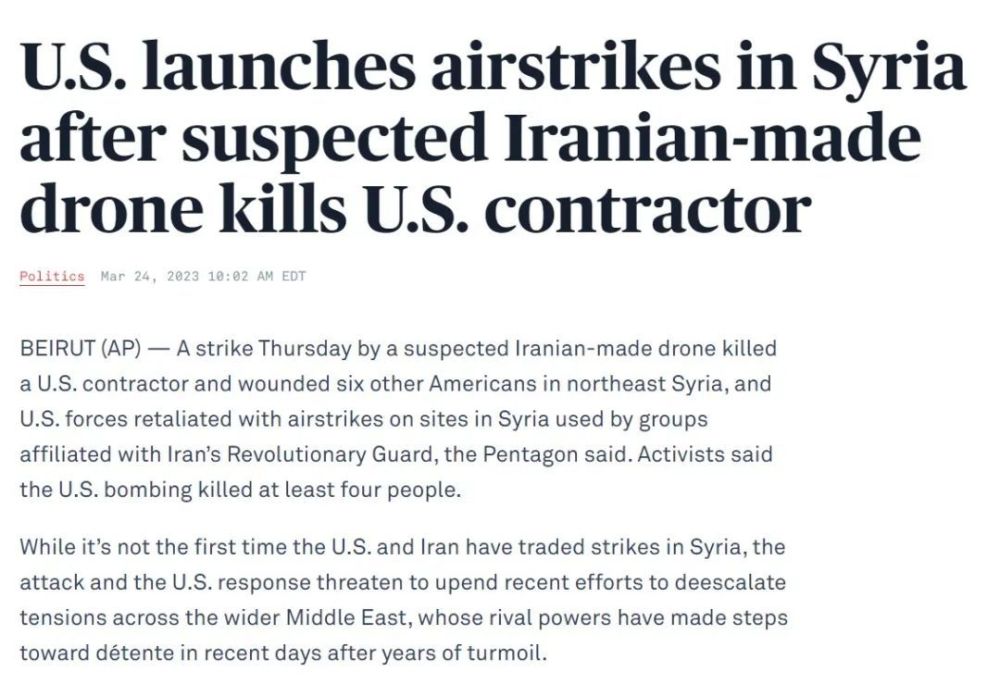 U.S. launches airstrikes in Syria
after suspected Iranian-made
drone kills U.S. contractor
Politics Mar 24, 2023 10:02 AM EDT
BEIRUT (AP) — A strike Thursday by a suspected Iranian-made drone killed
a U.S. contractor and wounded six other Americans in northeast Syria, and
U.S. forces retaliated with airstrikes on sites in Syria used by groups
affiliated with Iran’s Revolutionary Guard, the Pentagon said. Activists said
the U.S. bombing killed at least four people.
While it’s not the first time the U.S. and Iran have traded strikes in Syria, the
attack and the U.S. response threaten to upend recent efforts to deescalate
tensions across the wider Middle East, whose rival powers have made steps
toward détente in recent days after years of turmoil.